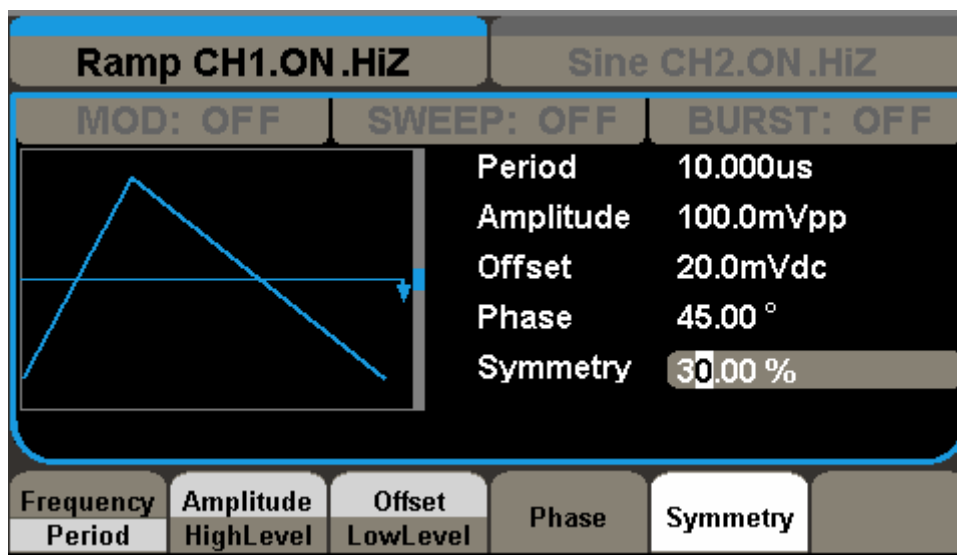 Ramp CH1.ON.HiZ
Sine CH2.ON.HiZ
MOD: OFF
SWEEP: OFF
BURST: OFF
Period 10.000us
Amplitude 100.0mVpp
Offset 20.0mVdc
Phase 45.00 °
Symmetry 30.00 %
Frequency
Period
Amplitude
HighLevel
Offset
LowLevel
Phase
Symmetry